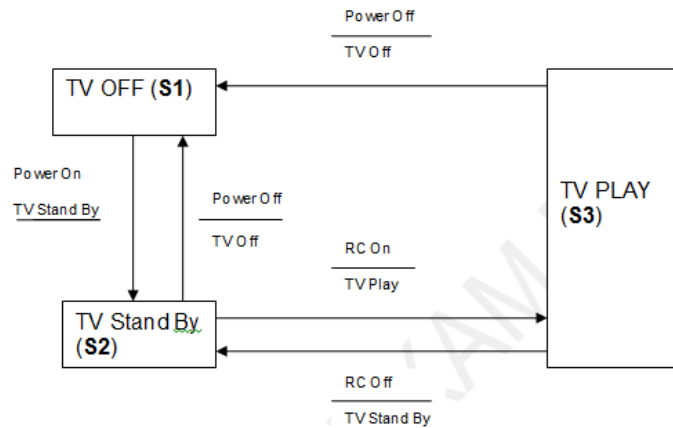 Power Off
TV Off
TV OFF (S1)
Power On
TV Stand By
Power Off
TV Off
TV PLAY
(S3)
RC On
TV Play
TV Stand By
(S2)
RC Off
TV Stand By